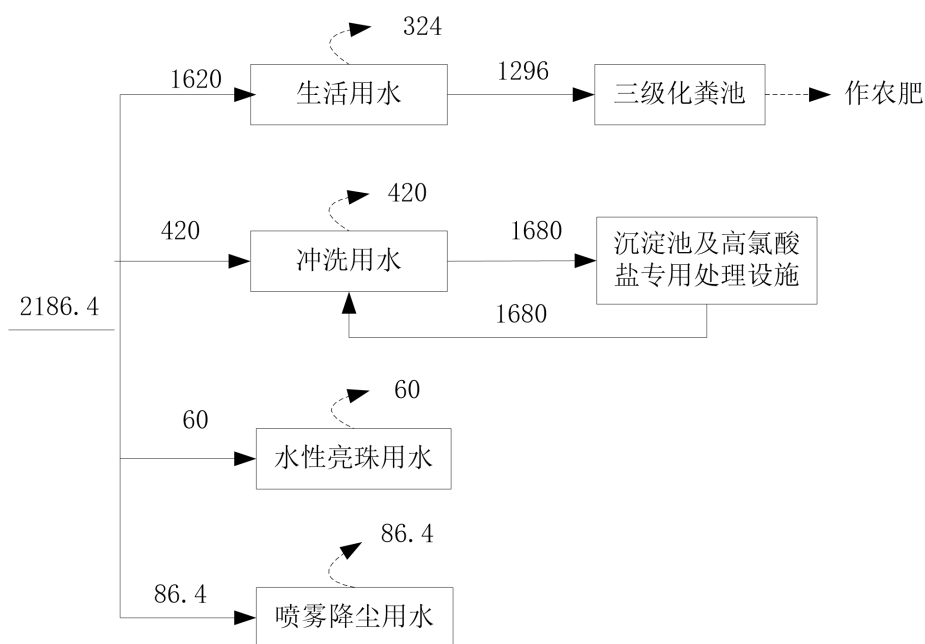 324
1620
生活用水
1296
三级化粪池
作农肥
420
420
冲洗用水
1680
沉淀池及高氯酸
盐专用处理设施
1680
2186.4
60
60
水性亮珠用水
86.4
86.4
喷雾降尘用水